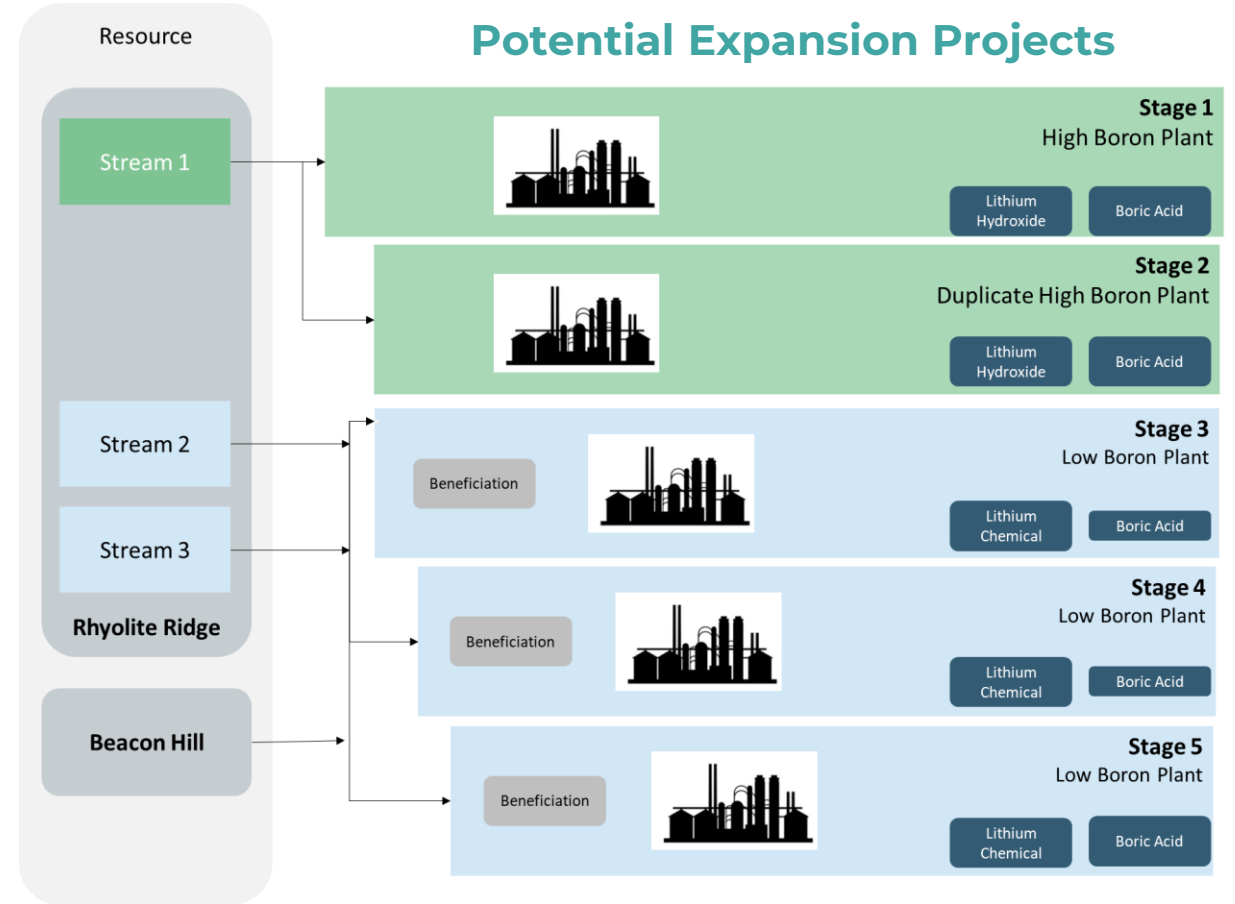 Resource
Potential Expansion Projects
Stream 1
Stage 1
High Boron Plant
Lithium
Hydroxide
Boric Acid
Stage 2
Duplicate High Boron Plant
Lithium
Hydroxide
Boric Acid
Stream 2
Stream 3
Rhyolite Ridge
Beacon Hill
Stage 3
Low Boron Plant
Beneficiation
Lithium
Chemical
Boric Acid
Stage 4
Low Boron Plant
Beneficiation
Lithium
Chemical
Boric Acid
Stage 5
Low Boron Plant
Beneficiation
Lithium
Chemical
Boric Acid